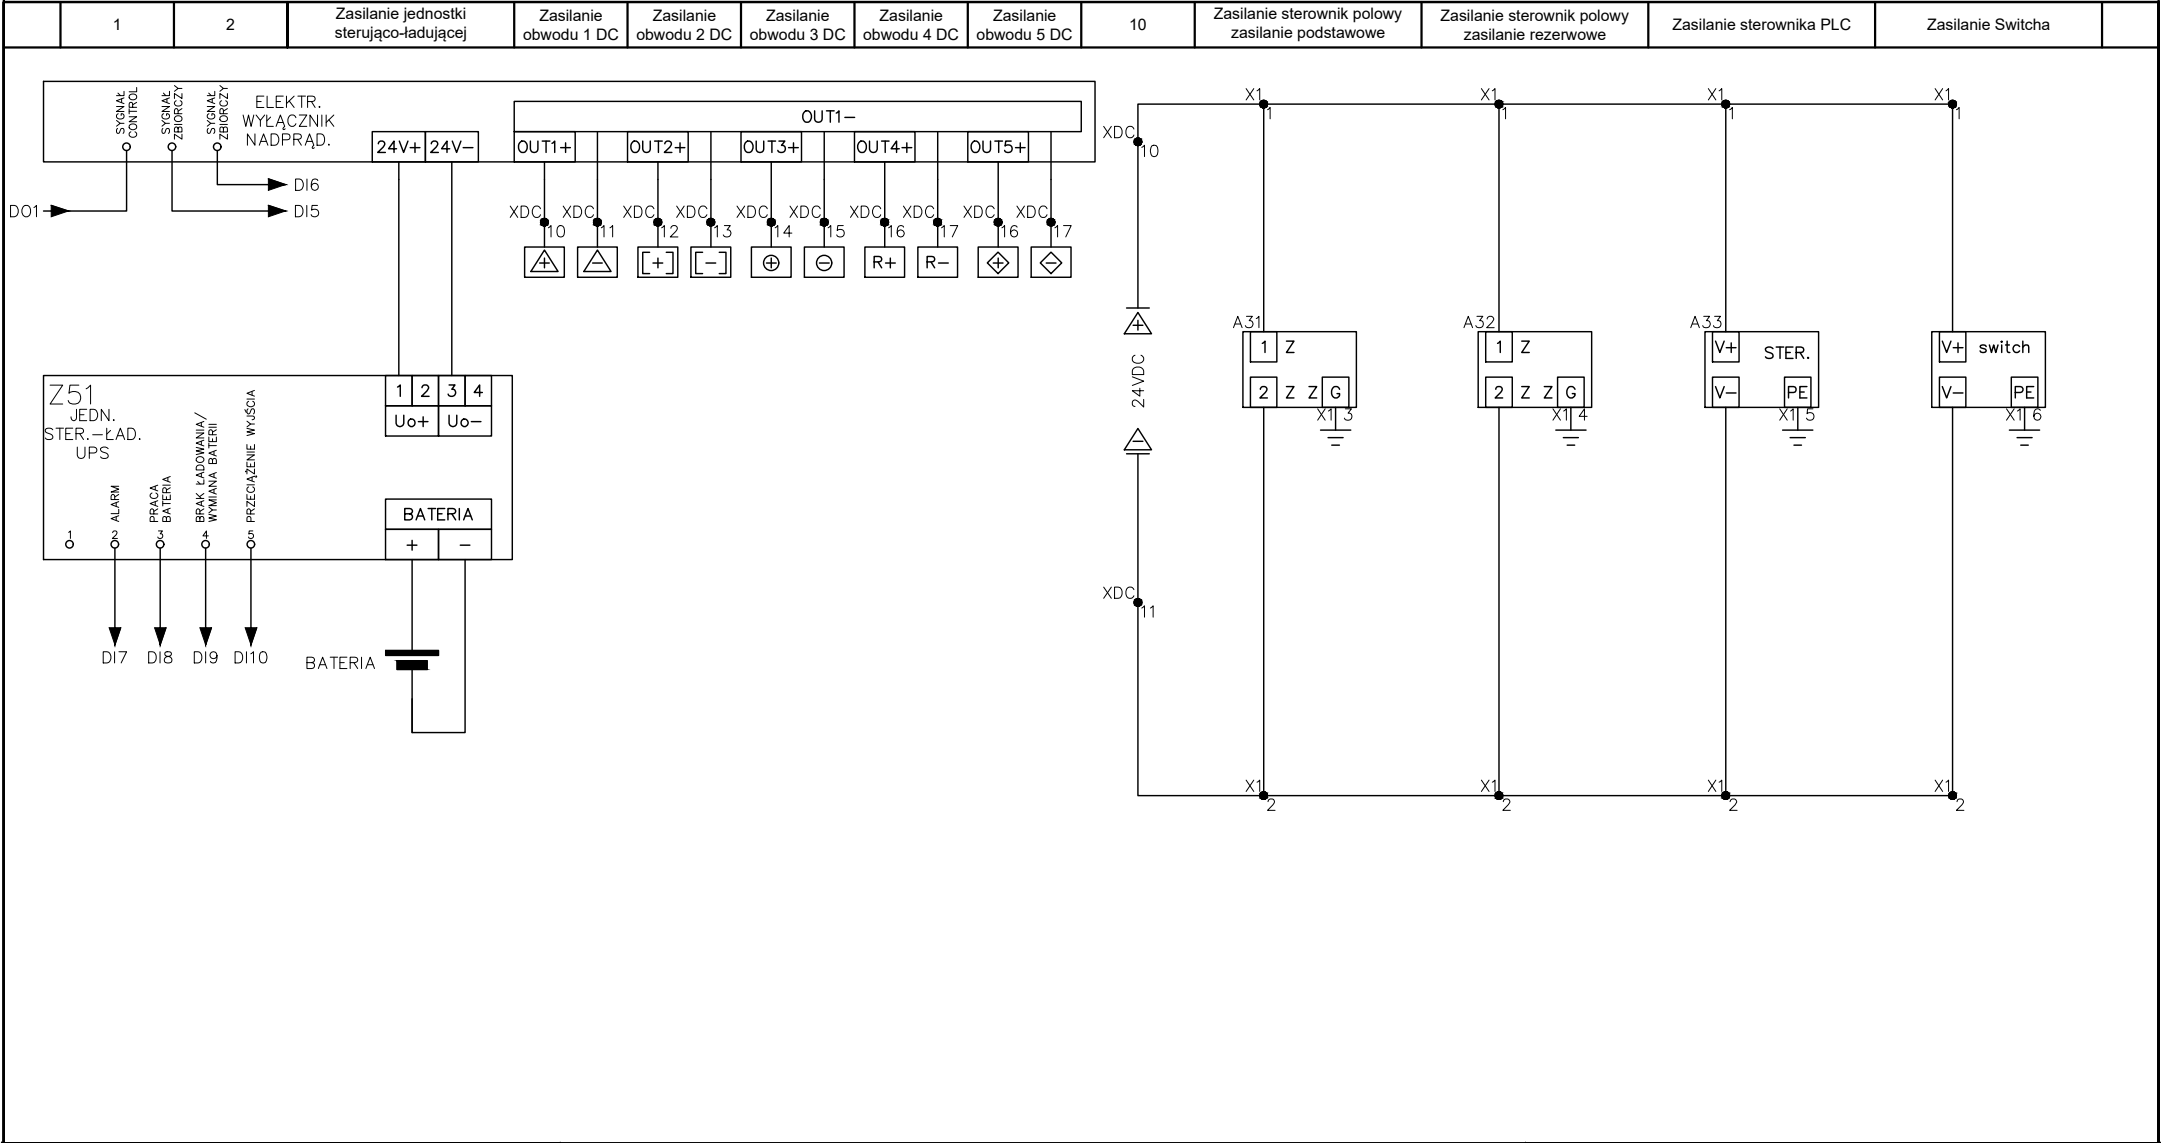 1
2
Zasilanie jednostki
sterująco-ładującej
Zasilanie
obwodu 1 DC
Zasilanie
obwodu 2 DC
Zasilanie
obwodu 3 DC
Zasilanie
obwodu 4 DC
Zasilanie
obwodu 5 DC
10
Zasilanie sterownik polowy
zasilanie podstawowe
Zasilanie sterownik polowy
zasilanie rezerwowe
Zasilanie sterownika PLC
Zasilanie Switcha
SYGNAŁ
CONTROL
SYGNAŁ
ZBIORCZY
SYGNAŁ
ZBIORCZY
ELEKTR.
WYŁĄCZNIK
NADPRĄD.
24V+ 24V-
OUT1-
OUT1+ OUT2+ OUT3+ OUT4+ OUT5+
DI6
DO1 DI5
XDC XDC XDC XDC XDC XDC XDC XDC XDC XDC
10 11 12 13 14 15 16 17 16 17
+ - [+] [-] + - R+ R- + -
Z51
JEDN.
STER.-ŁAD.
UPS
1 2 3 4
Uo+ Uo-
BATERIA
+ -
1
2 ALARM
3 PRACA
BATERIA
4 BRAK ŁADOWANIA/
WYMIANA BATERII
5 PRZECIĄŻENIE WYJŚCIA
DI7 DI8 DI9 DI10
BATERIA
XDC
10
+
24VDC
-
XDC
11
X1 1
X1 1
X1 1
X1 1
A31
1 Z
2 Z Z G
X1 3
A32
1 Z
2 Z Z G
X1 4
A33
V+ STER.
V- PE
X1 5
V+ switch
V- PE
X1 6
X1 2
X1 2
X1 2
X1 2